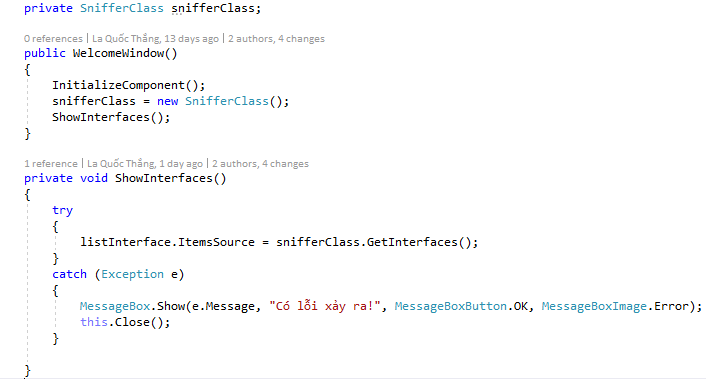 private SnifferClass snifferClass;
0 references | La Quốc Thắng, 13 days ago | 2 authors, 4 changes
public WelcomeWindow()
{
InitializeComponent();
snifferClass = new SnifferClass();
ShowInterfaces();
}
1 reference | La Quốc Thắng, 1 day ago | 2 authors, 4 changes
private void ShowInterfaces()
{
try
{
listInterface.ItemsSource = snifferClass.GetInterfaces();
}
catch (Exception e)
{
MessageBox.Show(e.Message, "Có lỗi xảy ra!", MessageBoxButton.OK, MessageBoxImage.Error);
this.Close();
}
}